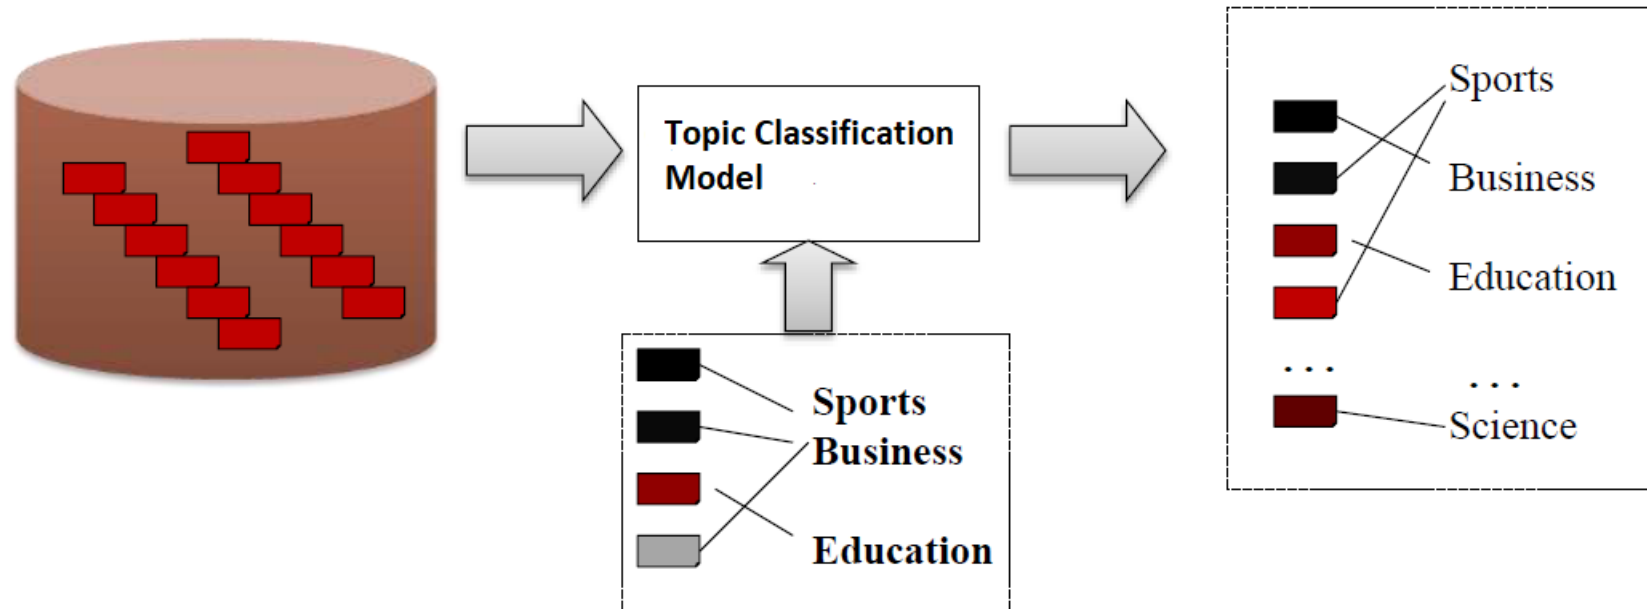 Topic Classification
Model
Sports
Business
Education
Sports
Business
Education
... ...
Science